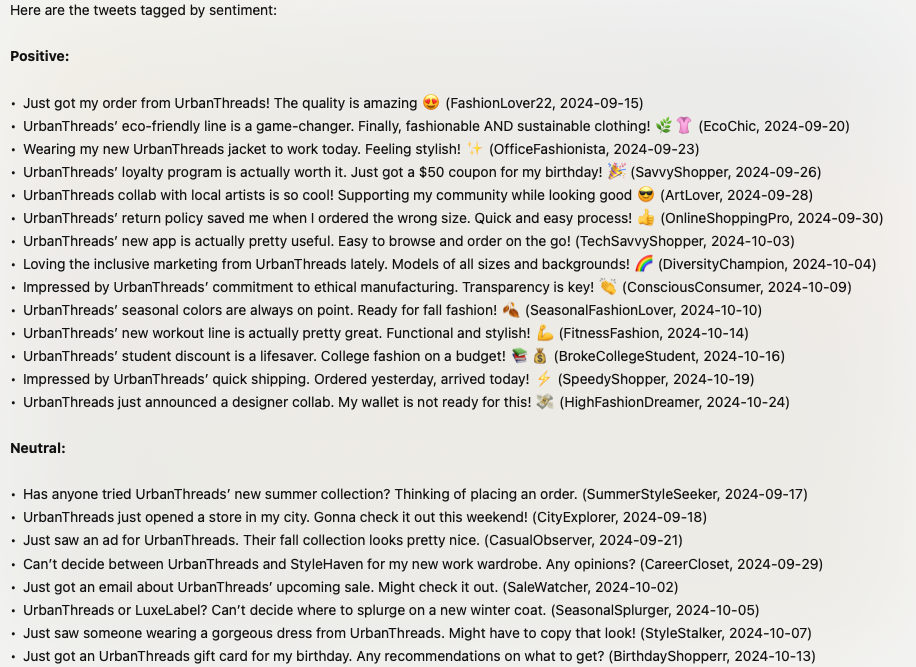 Here are the tweets tagged by sentiment:
Positive:
• Just got my order from UrbanThreads! The quality is amazing 😍 (FashionLover22, 2024-09-15)
• UrbanThreads’ eco-friendly line is a game-changer. Finally, fashionable AND sustainable clothing! 🌿👚 (EcoChic, 2024-09-20)
• Wearing my new UrbanThreads jacket to work today. Feeling stylish! ✨ (OfficeFashionista, 2024-09-23)
• UrbanThreads’ loyalty program is actually worth it. Just got a $50 coupon for my birthday! 🎉 (SavvyShopper, 2024-09-26)
• UrbanThreads collab with local artists is so cool! Supporting my community while looking good 😎 (ArtLover, 2024-09-28)
• UrbanThreads’ return policy saved me when I ordered the wrong size. Quick and easy process! 👍 (OnlineShoppingPro, 2024-09-30)
• UrbanThreads’ new app is actually pretty useful. Easy to browse and order on the go! (TechSavvyShopper, 2024-10-03)
• Loving the inclusive marketing from UrbanThreads lately. Models of all sizes and backgrounds! 🌈 (DiversityChampion, 2024-10-04)
• Impressed by UrbanThreads’ commitment to ethical manufacturing. Transparency is key! 👏 (ConsciousConsumer, 2024-10-09)
• UrbanThreads’ seasonal colors are always on point. Ready for fall fashion! 🍂 (SeasonalFashionLover, 2024-10-10)
• UrbanThreads’ new workout line is actually pretty great. Functional and stylish! 💪 (FitnessFashion, 2024-10-14)
• UrbanThreads’ student discount is a lifesaver. College fashion on a budget! 📚💰 (BrokeCollegeStudent, 2024-10-16)
• Impressed by UrbanThreads’ quick shipping. Ordered yesterday, arrived today! ⚡ (SpeedyShopper, 2024-10-19)
• UrbanThreads just announced a designer collab. My wallet is not ready for this! 💸 (HighFashionDreamer, 2024-10-24)
Neutral:
• Has anyone tried UrbanThreads’ new summer collection? Thinking of placing an order. (SummerStyleSeeker, 2024-09-17)
• UrbanThreads just opened a store in my city. Gonna check it out this weekend! (CityExplorer, 2024-09-18)
• Just saw an ad for UrbanThreads. Their fall collection looks pretty nice. (CasualObserver, 2024-09-21)
• Can’t decide between UrbanThreads and StyleHaven for my new work wardrobe. Any opinions? (CareerCloset, 2024-09-29)
• Just got an email about UrbanThreads’ upcoming sale. Might check it out. (SaleWatcher, 2024-10-02)
• UrbanThreads or LuxeLabel? Can’t decide where to splurge on a new winter coat. (SeasonalSplurger, 2024-10-05)
• Just saw someone wearing a gorgeous dress from UrbanThreads. Might have to copy that look! (StyleStalker, 2024-10-07)
• Just got an UrbanThreads gift card for my birthday. Any recommendations on what to get? (BirthdayShopperr, 2024-10-13)